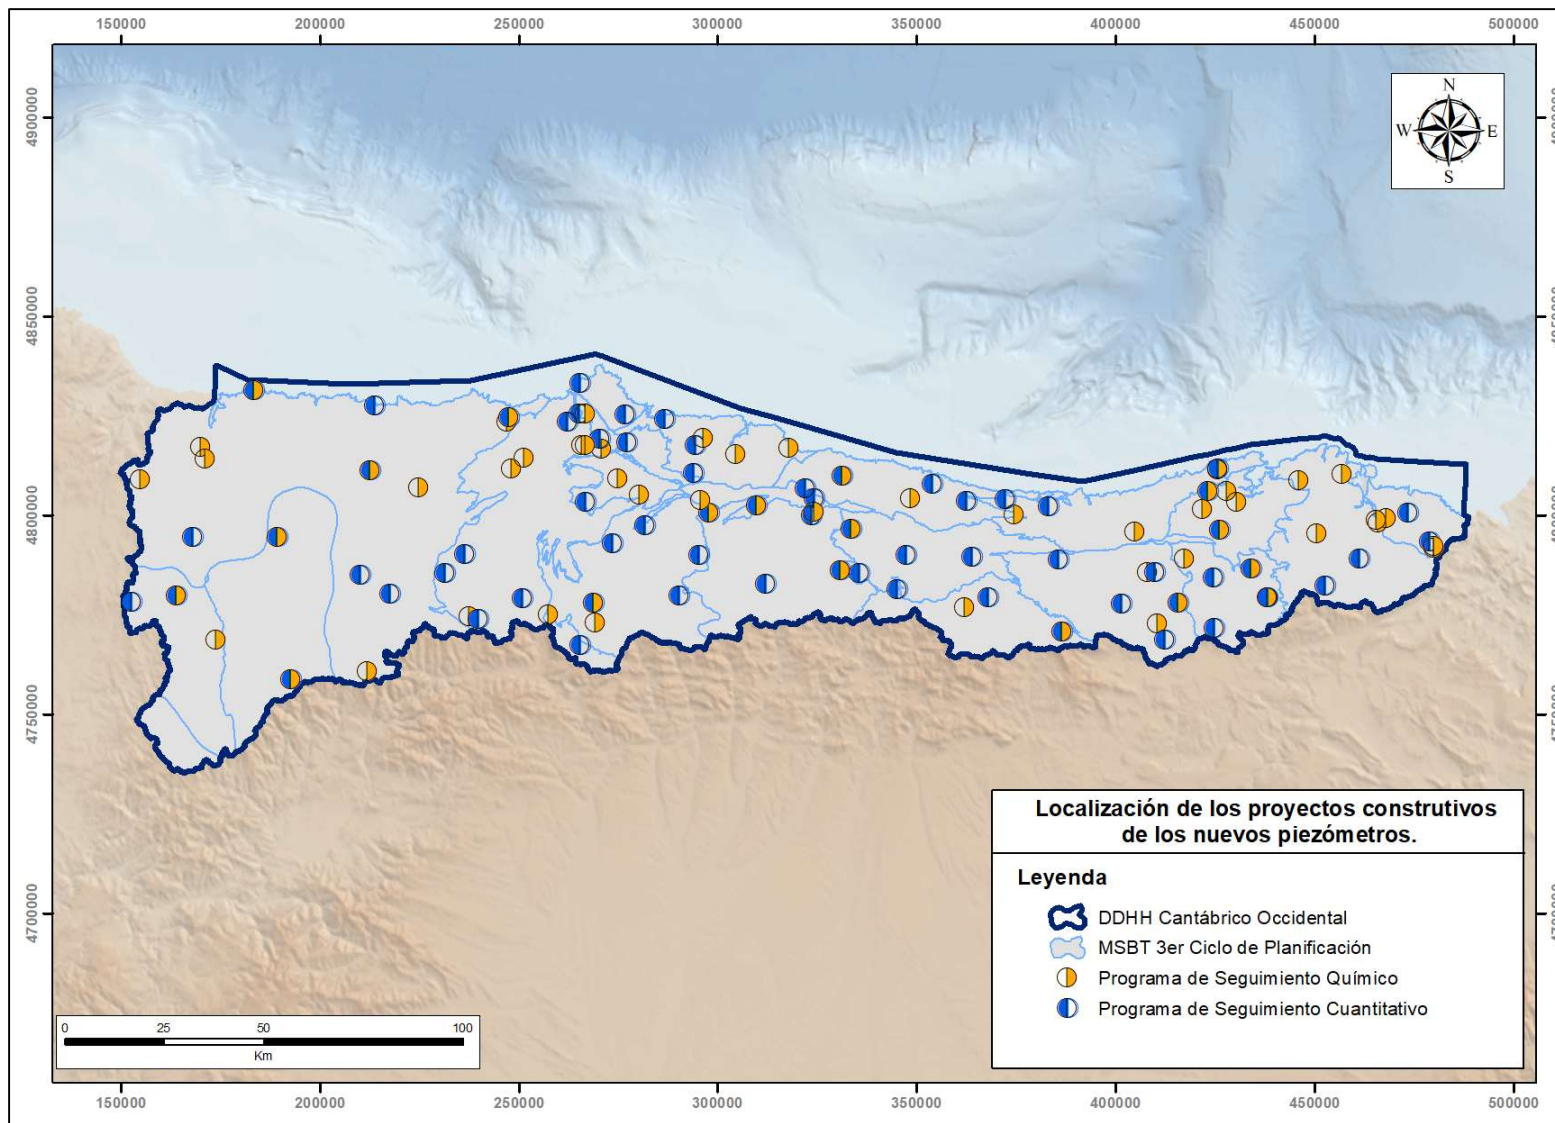 150000 200000 250000 300000 350000 400000 450000 500000
4900000
4850000
4800000
4750000
4700000
N
W E
S
Localización de los proyectos construtivos
de los nuevos piezómetros.
Leyenda
DDHH Cantábrico Occidental
MSBT 3er Ciclo de Planificación
Programa de Seguimiento Químico
Programa de Seguimiento Cuantitativo
0 25 50 100
Km
150000 200000 250000 300000 350000 400000 450000 500000